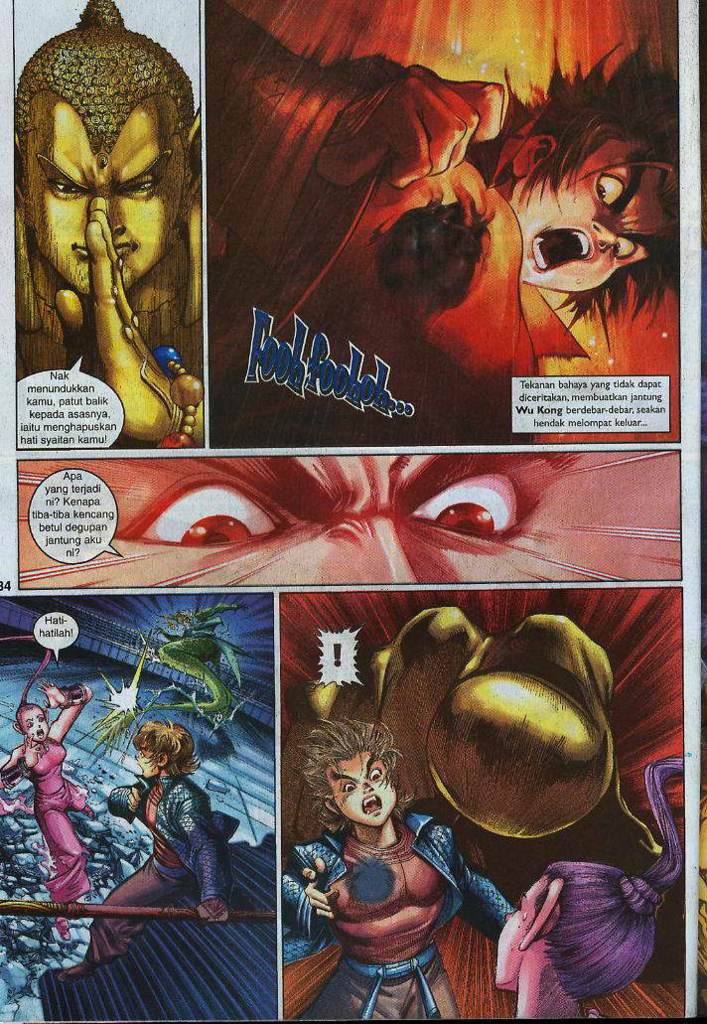 Nak
menundukkan
kamu, patut balik
kepada asasnya,
iaitu menghapuskan
hati syaitan kamu!
Fooh fooohoh...
Tekanan bahaya yang tidak dapat
diceritakan, membuatkan jantung
Wu Kong berdebar-debar, seakan
hendak melompat keluar...
Apa
yang terjadi
ni? Kenapa
tiba-tiba kencang
betul degupan
jantung aku
ni?
34
Hati-
hatilah!
!